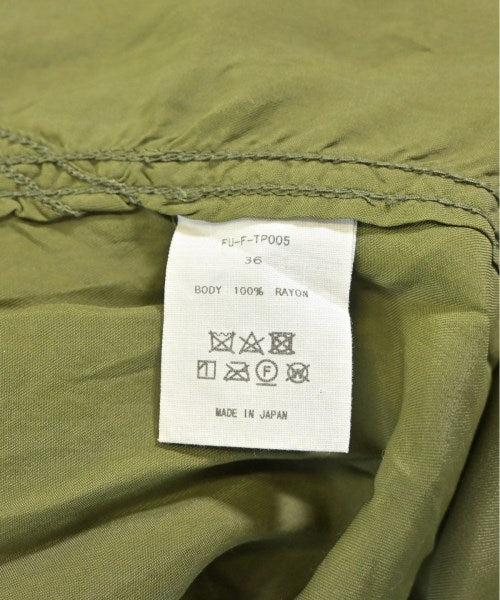 FU-F-TP005
36
BODY 100% RAYON
F W
MADE IN JAPAN